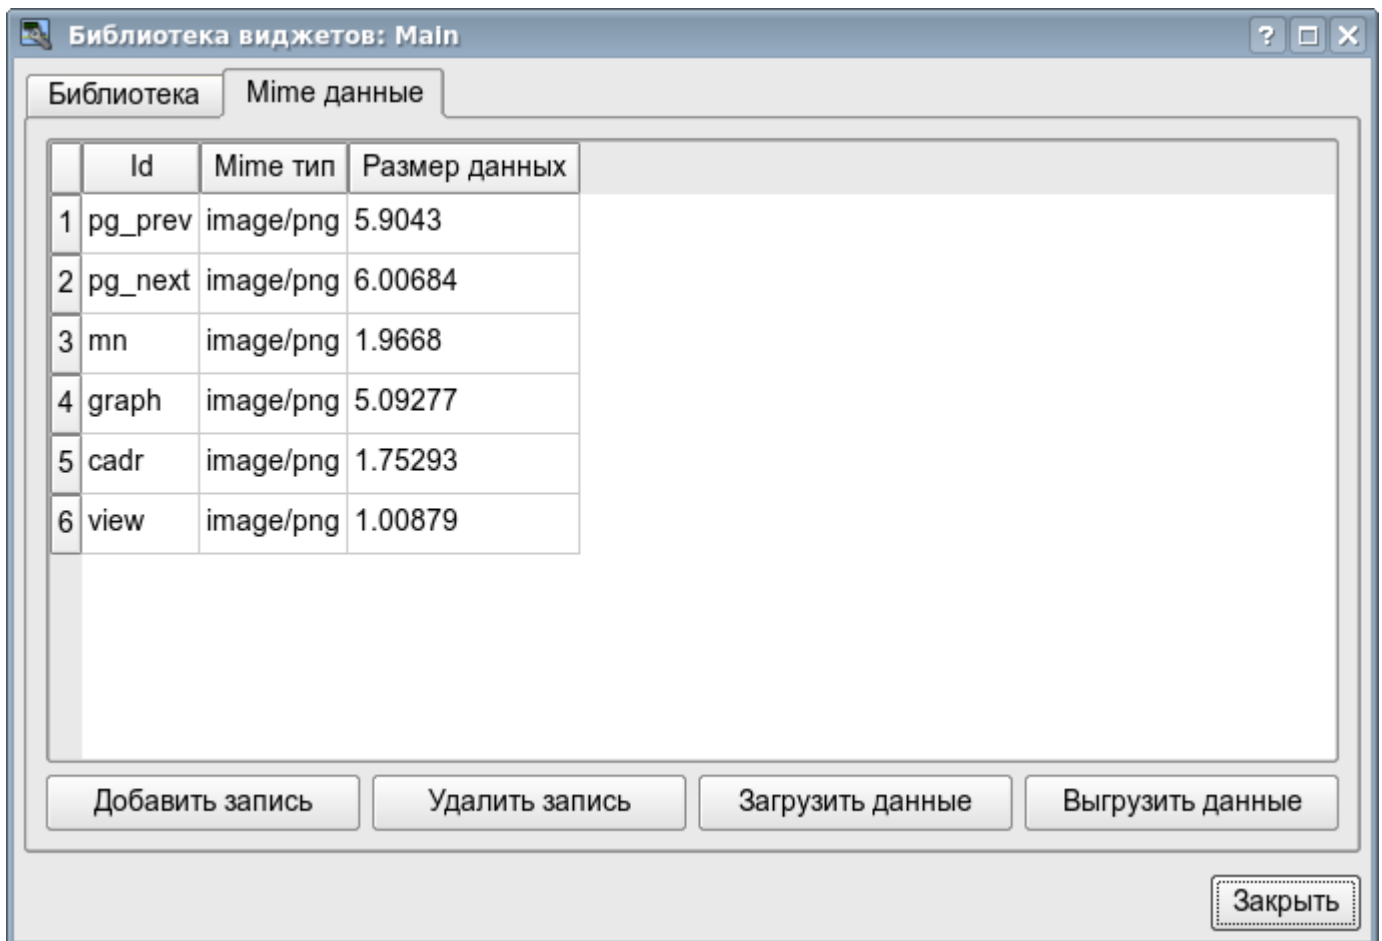 Библиотека виджетов: Main
Библиотека Mime данные
Id Mime тип Размер данных
1 pg_prev image/png 5.9043
2 pg_next image/png 6.00684
3 mn image/png 1.9668
4 graph image/png 5.09277
5 cadr image/png 1.75293
6 view image/png 1.00879
Добавить запись Удалить запись Загрузить данные Выгрузить данные
Закрыть